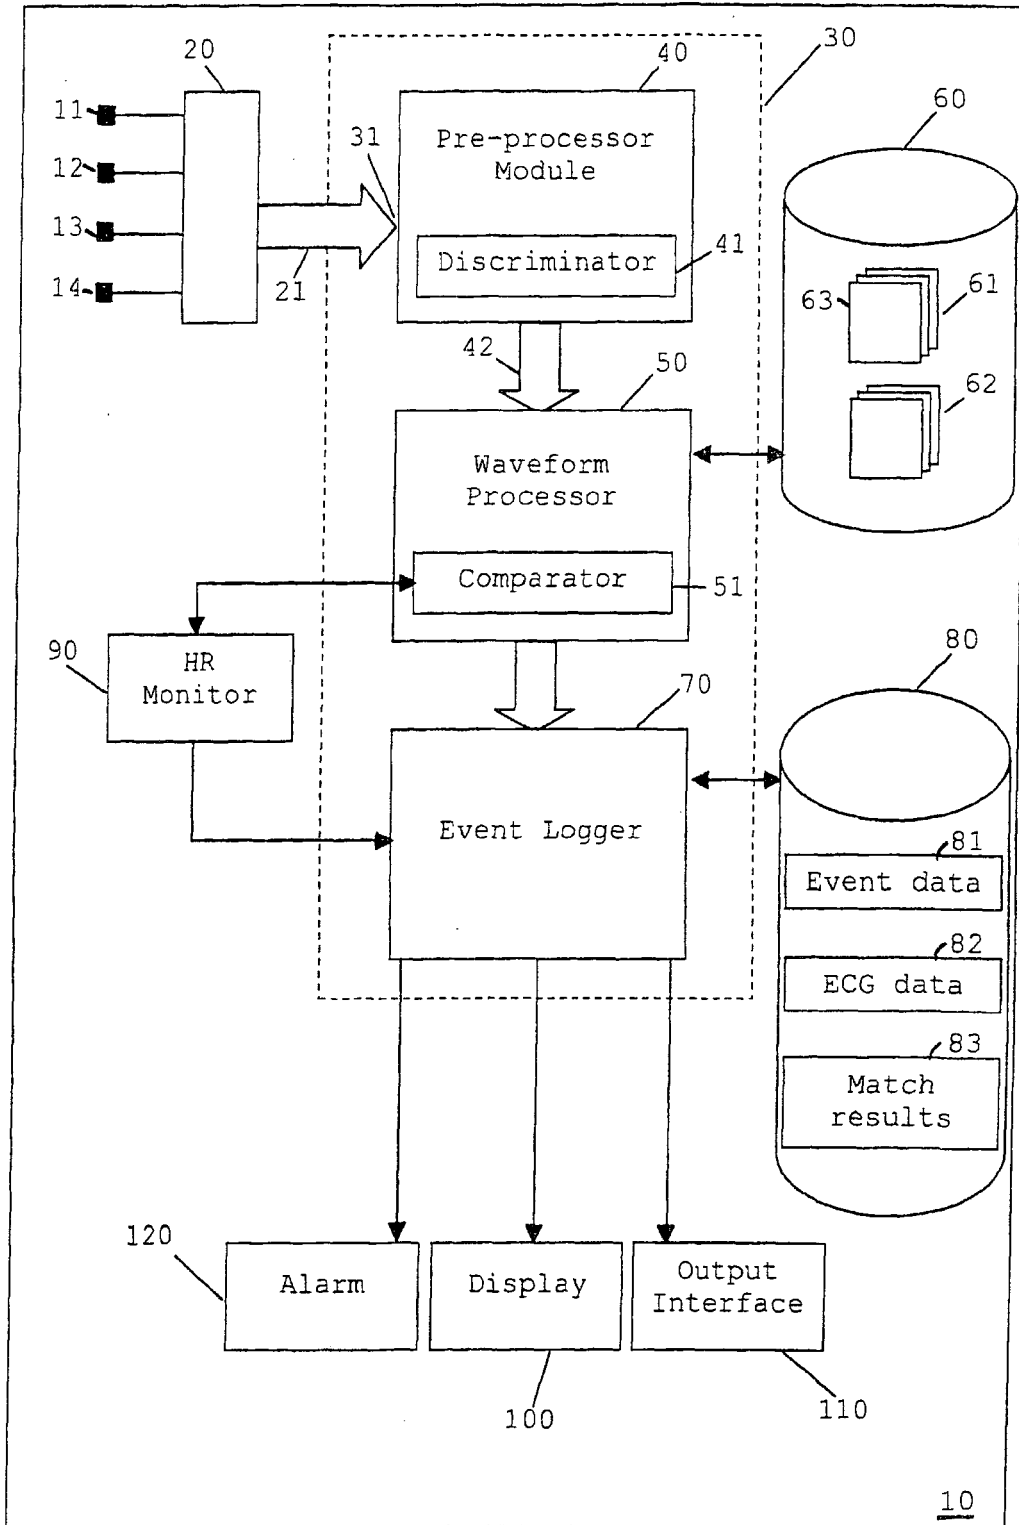 20
40
30
11
60
Pre-processor
Module
31
12
13
Discriminator
41
14
21
63
61
42
50
62
Waveform
Processor
Comparator
51
90
HR
Monitor
80
70
Event Logger
81
Event data
82
ECG data
83
Match
results
120
Alarm
Display
Output
Interface
100
110
10